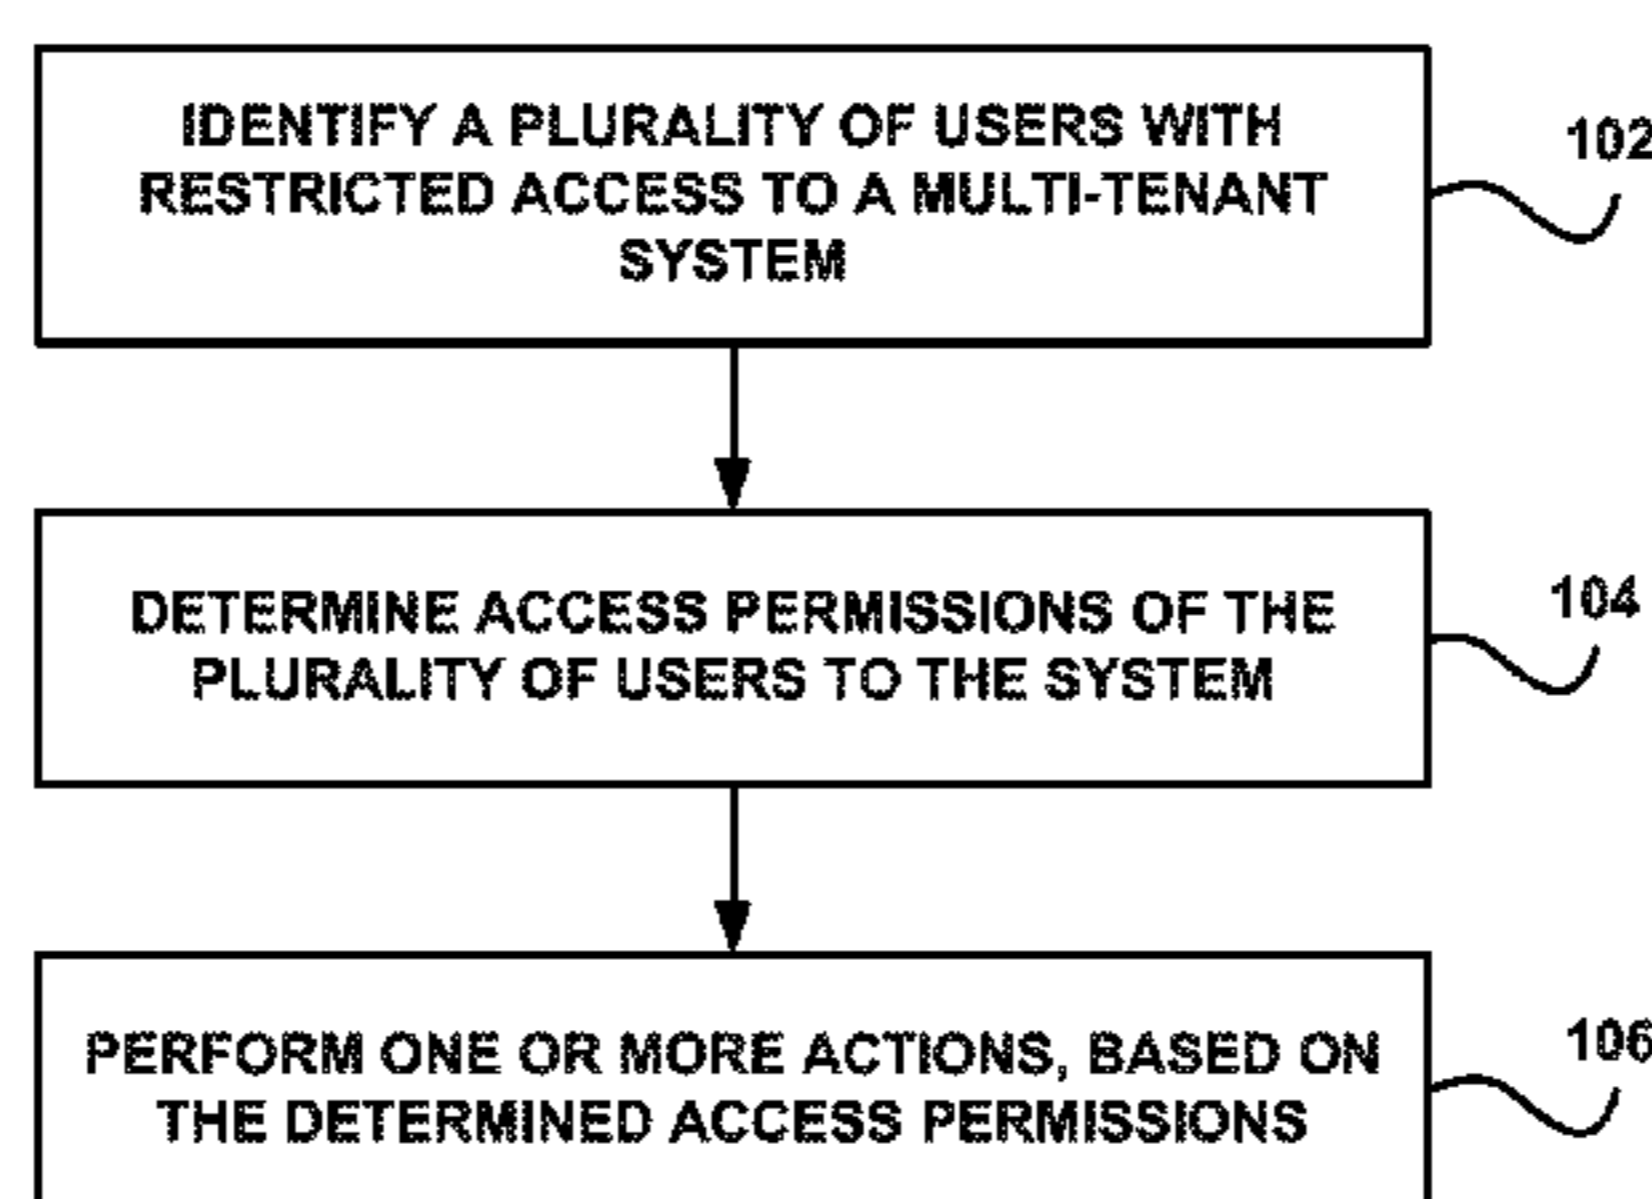 IDENTIFY A PLURALITY OF USERS WITH
RESTRICTED ACCESS TO A MULTI-TENANT
SYSTEM
102
DETERMINE ACCESS PERMISSIONS OF THE
PLURALITY OF USERS TO THE SYSTEM
104
PERFORM ONE OR MORE ACTIONS, BASED ON
THE DETERMINED ACCESS PERMISSIONS
106